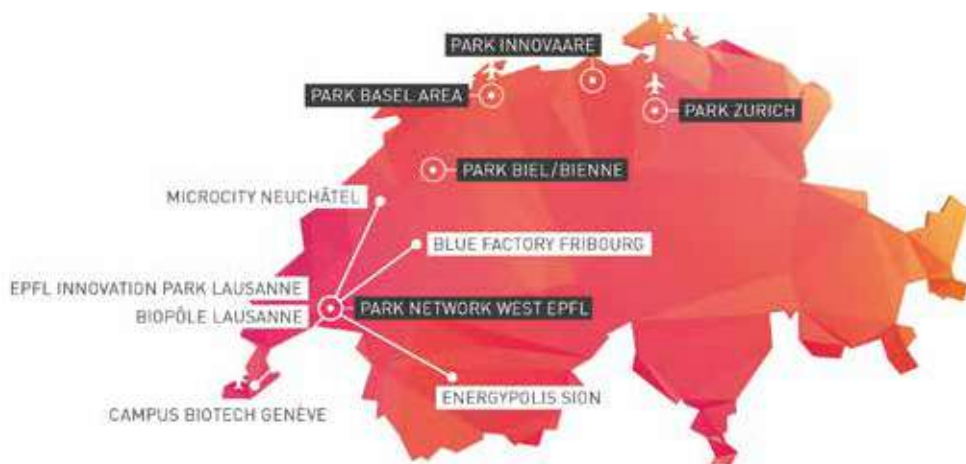 PARK INNOVAARE
PARK BASEL AREA
PARK ZURICH
PARK BIEL/BIENNE
MICROCITY NEUCHÂTEL
BLUE FACTORY FRIBOURG
EPFL INNOVATION PARK LAUSANNE
PARK NETWORK WEST EPFL
BIOPÔLE LAUSANNE
ENERGYPOLIS SION
CAMPUS BIOTECH GENÈVE